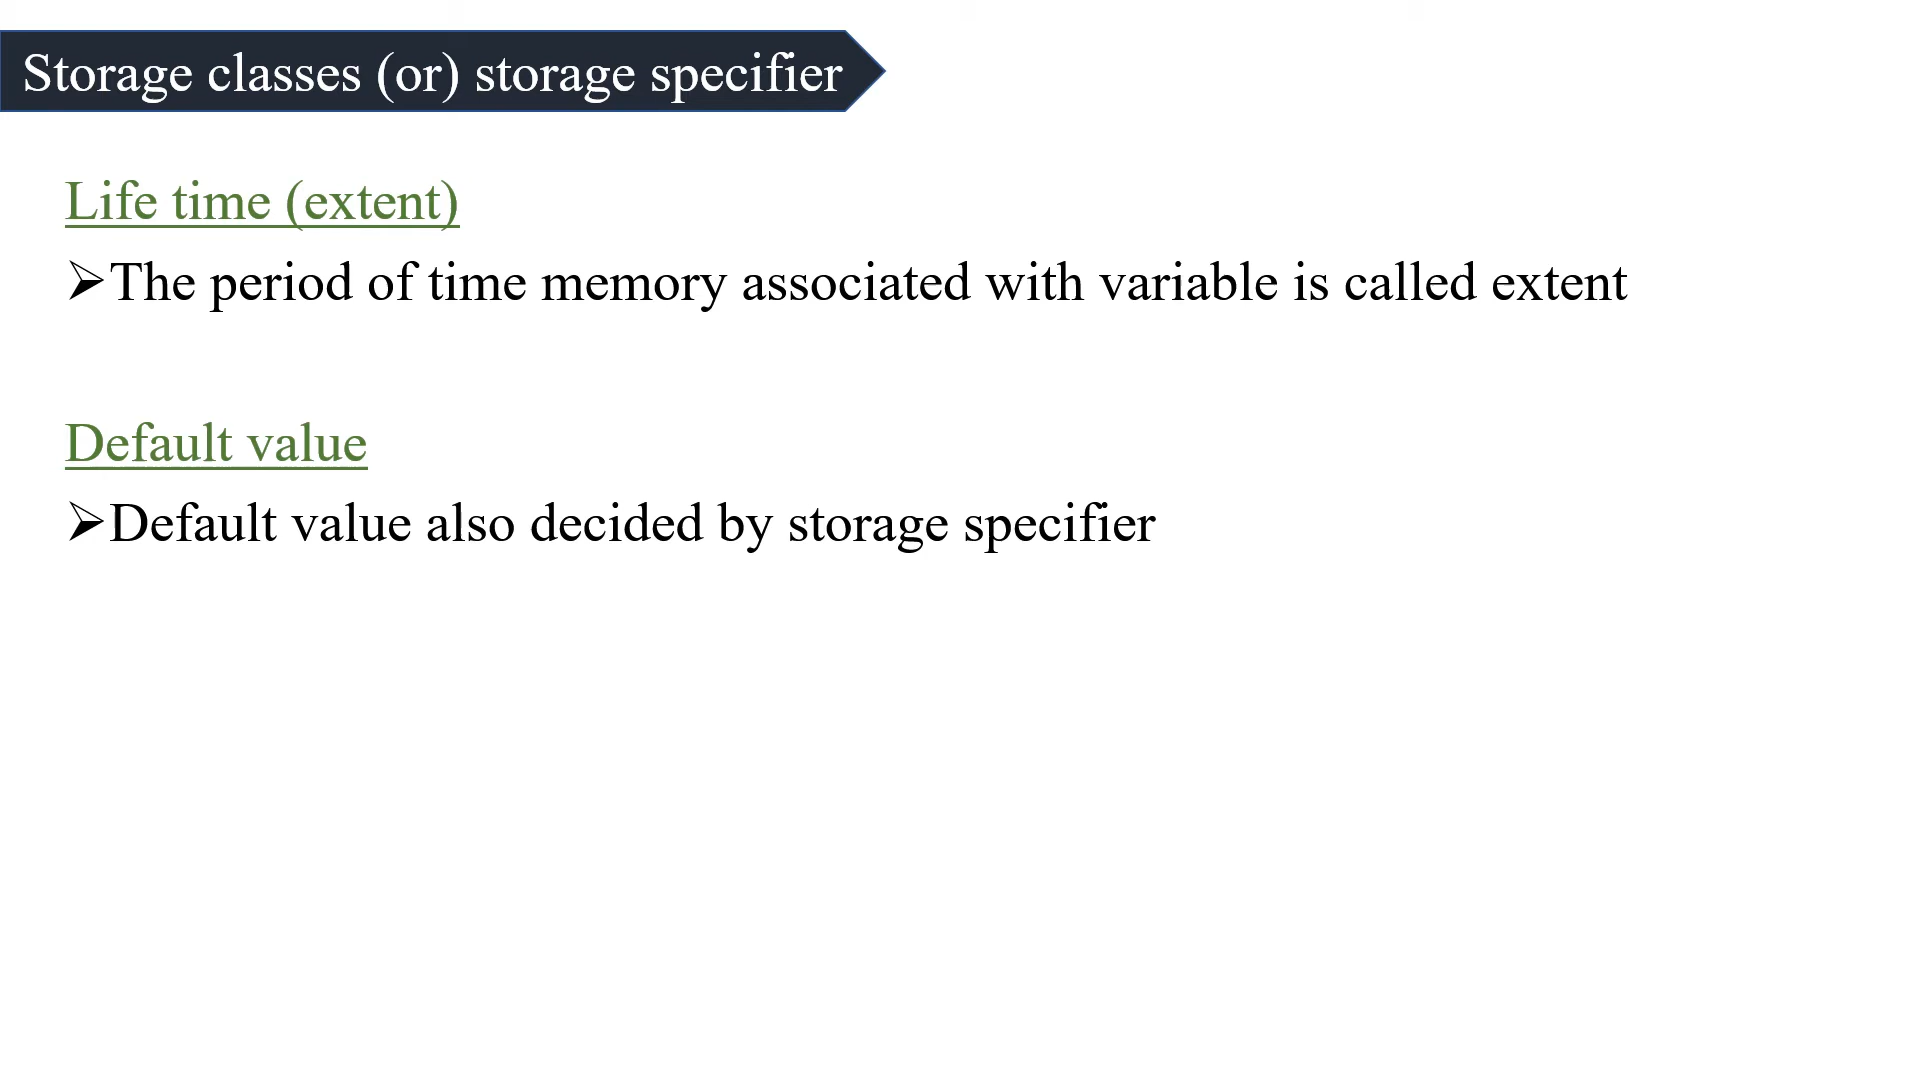 Storage classes (or) storage specifier
Life time (extent)
➢The period of time memory associated with variable is called extent
Default value
➢Default value also decided by storage specifier